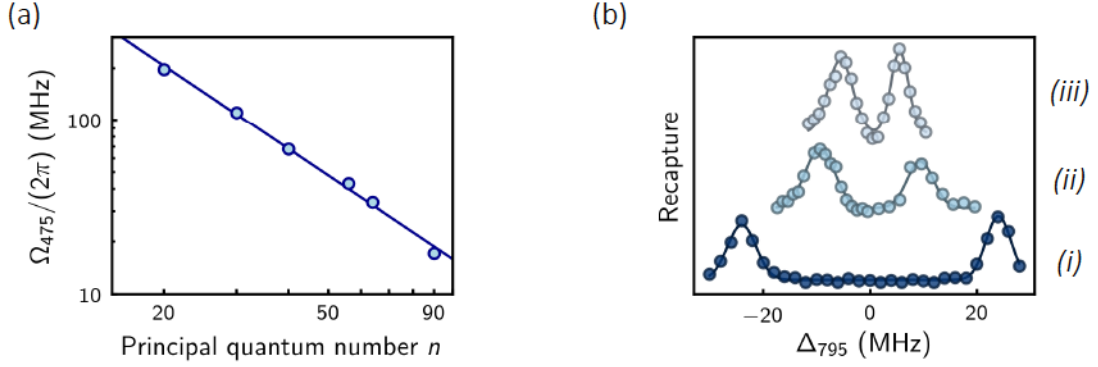 (a)
Ω475/(2π) (MHz)
100
10
20
50
90
Principal quantum number n
(b)
Recapture
(iii)
(ii)
(i)
−20
0
20
Δ795 (MHz)